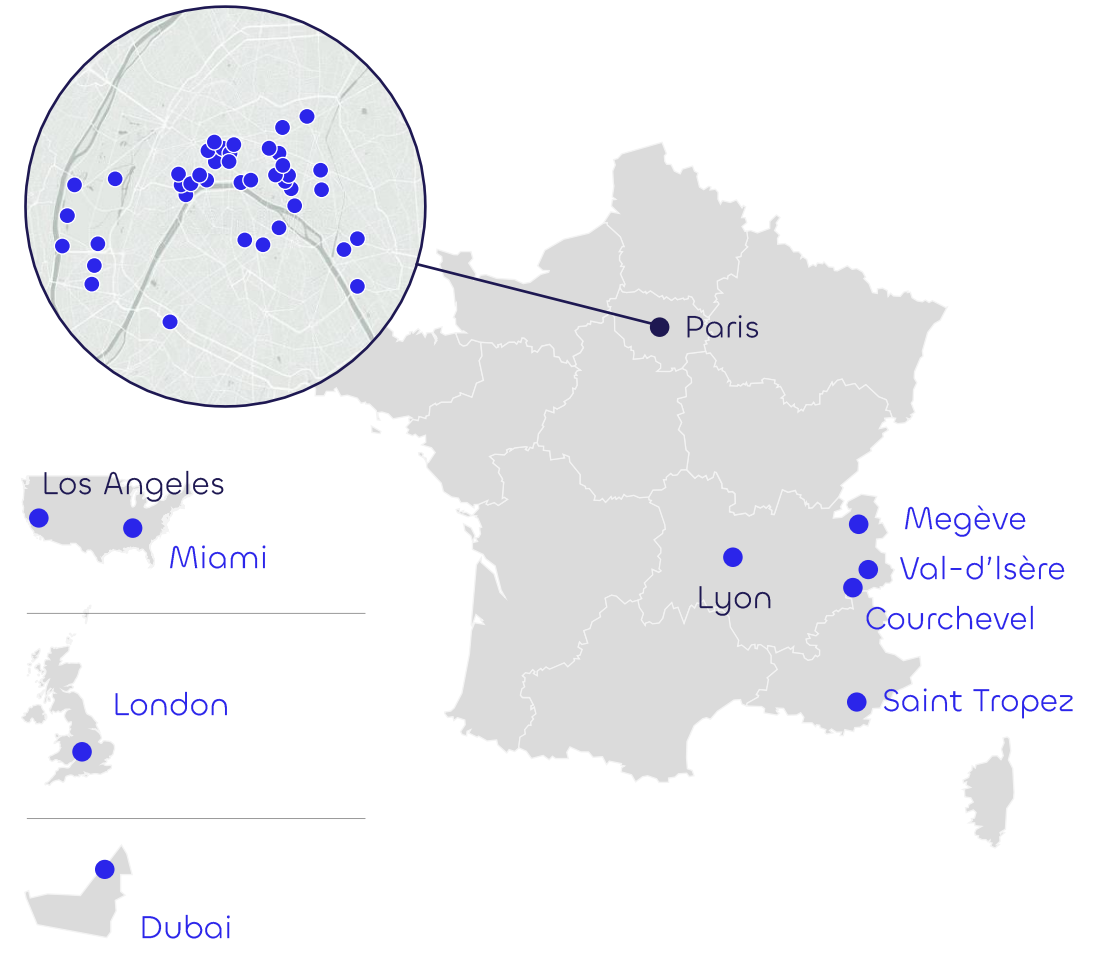 Paris
Los Angeles
Miami
Megève
Val-d'Isère
Lyon
Courchevel
London
Saint Tropez
Dubai